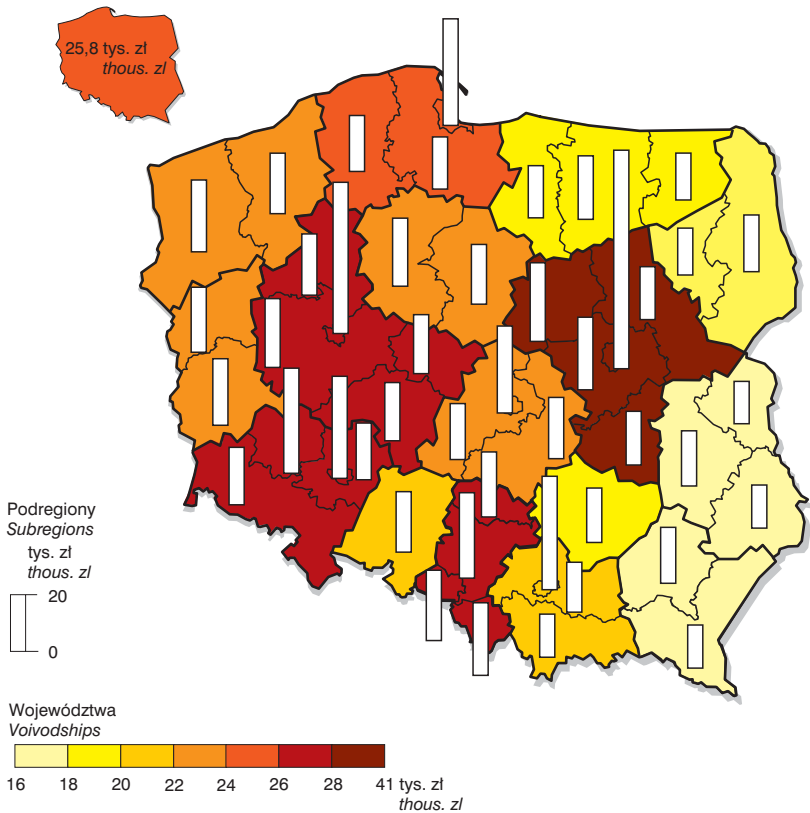 25,8 tys. zł
thous. zl
Podregiony
Subregions
tys. zł
thous. zl
20
0
Województwa
Voivodships
16 18 20 22 24 26 28 41 tys. zł
thous. zl